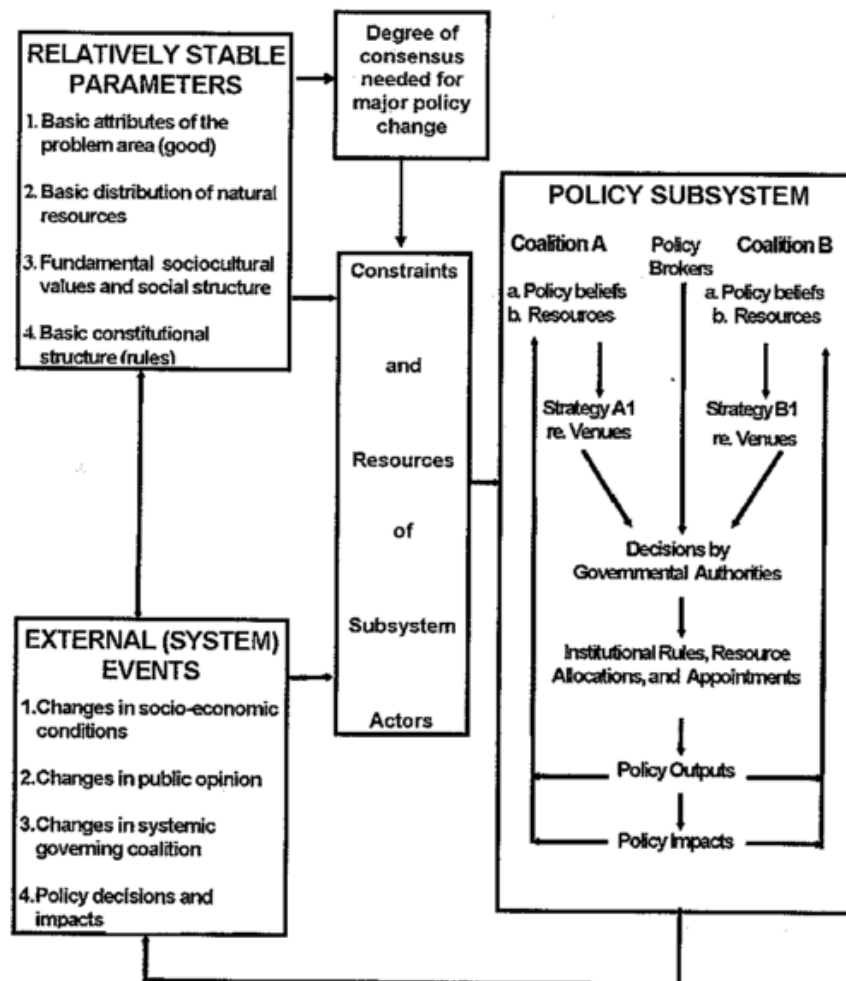 RELATIVELY STABLE
PARAMETERS
1. Basic attributes of the
problem area (good)
2. Basic distribution of natural
resources
3. Fundamental sociocultural
values and social structure
4. Basic constitutional
structure (rules)
Degree of
consensus
needed for
major policy
change
Constraints
and
Resources
of
Subsystem
Actors
EXTERNAL (SYSTEM)
EVENTS
1.Changes in socio-economic
conditions
2.Changes in public opinion
3.Changes in systemic
governing coalition
4.Policy decisions and
impacts
POLICY SUBSYSTEM
Coalition A
a. Policy beliefs
b. Resources
Strategy A1
re. Venues
Policy
Brokers
Coalition B
a. Policy beliefs
b. Resources
Strategy B1
re. Venues
Decisions by
Governmental Authorities
Institutional Rules, Resource
Allocations, and Appointments
Policy Outputs
Policy Impacts